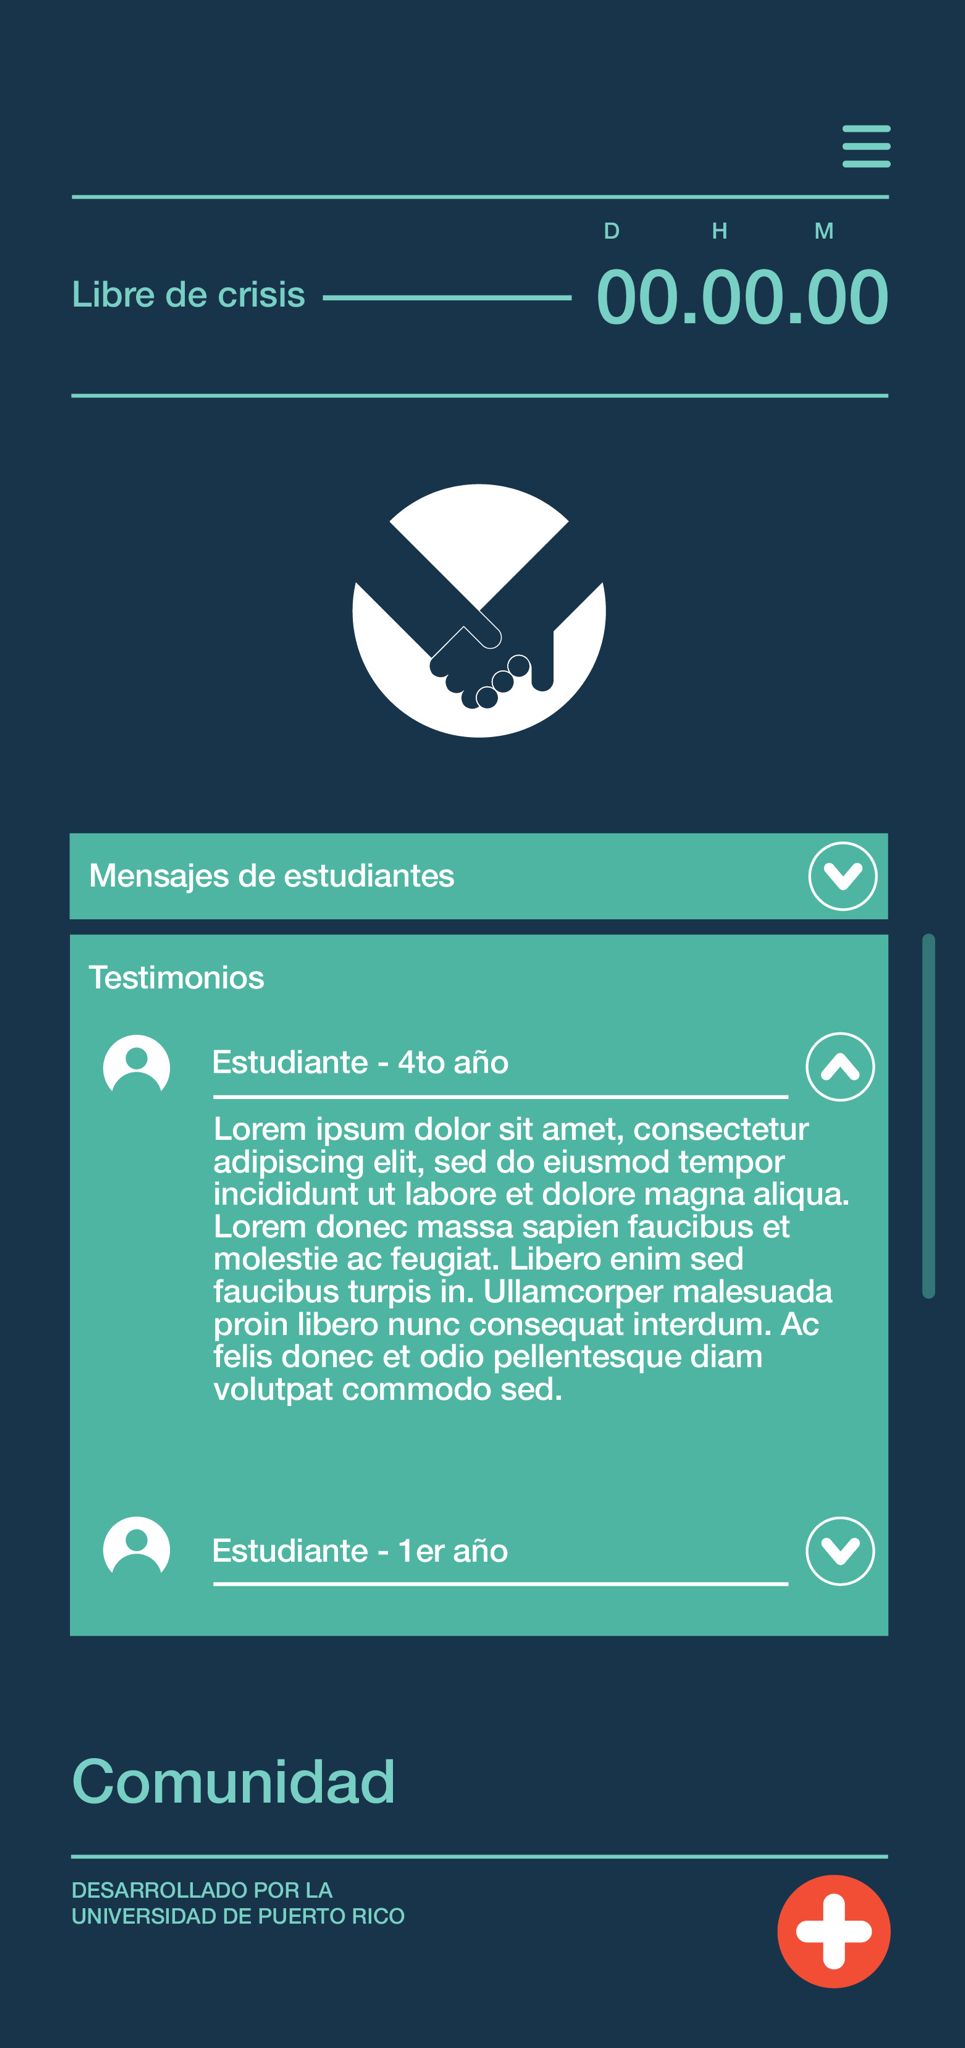 D H M
Libre de crisis 00.00.00
Mensajes de estudiantes
Testimonios
Estudiante - 4to año
Lorem ipsum dolor sit amet, consectetur
adipiscing elit, sed do eiusmod tempor
incididunt ut labore et dolore magna aliqua.
Lorem donec massa sapien faucibus et
molestie ac feugiat. Libero enim sed
faucibus turpis in. Ullamcorper malesuada
proin libero nunc consequat interdum. Ac
felis donec et odio pellentesque diam
volutpat commodo sed.
Estudiante - 1er año
Comunidad
DESARROLLADO POR LA
UNIVERSIDAD DE PUERTO RICO